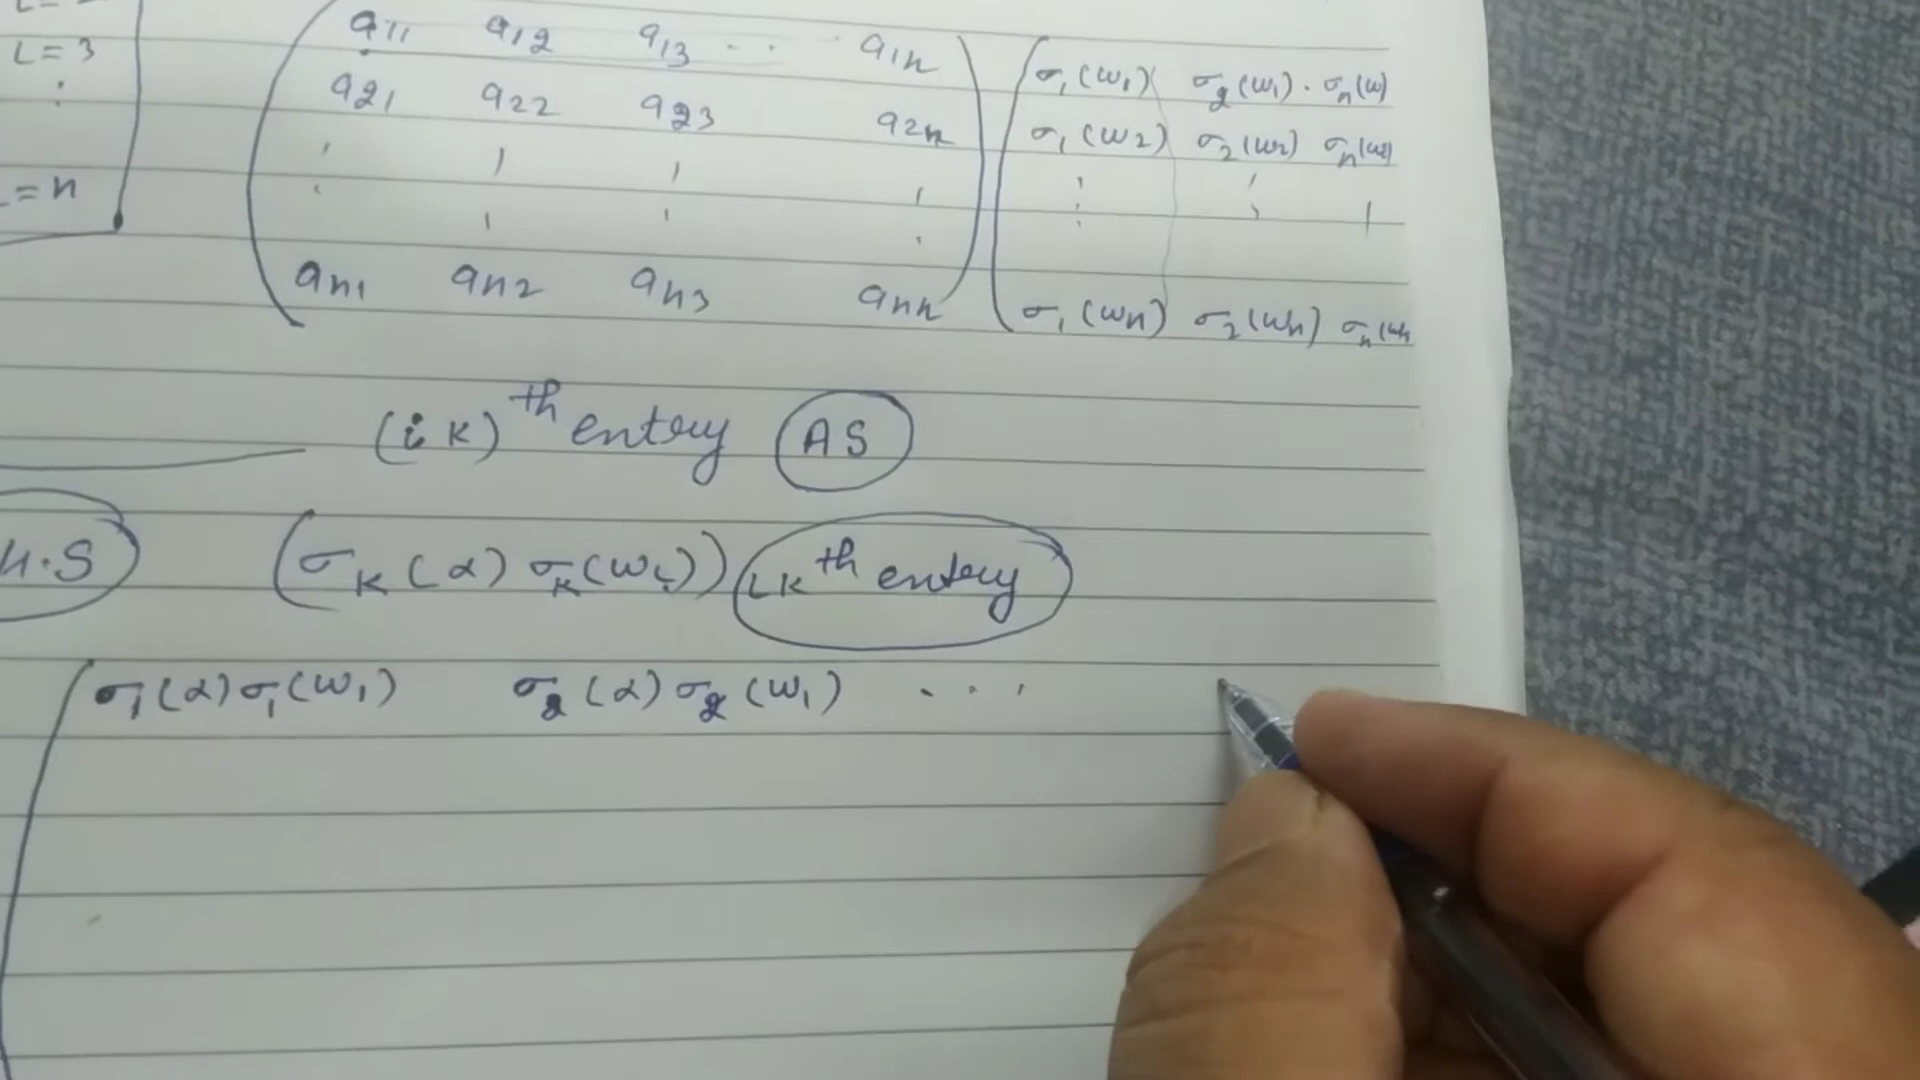 L = 3
⋮
= n
a11 a12 a13 .. a1n
a21 a22 a23 a2n
an1 an2 an3 ann
σ1(ω1) σ2(ω1) . σn(ω)
σ1(ω2) σ2(ω2) σn(ω2)
σ1(ωn) σ2(ωn) σn(ωn
(i k)th entry AS
H.S (σk(α) σk(ωi)) ik th entry
σ1(α) σ1(ω1) σ2(α) σ2(ω1) . . .